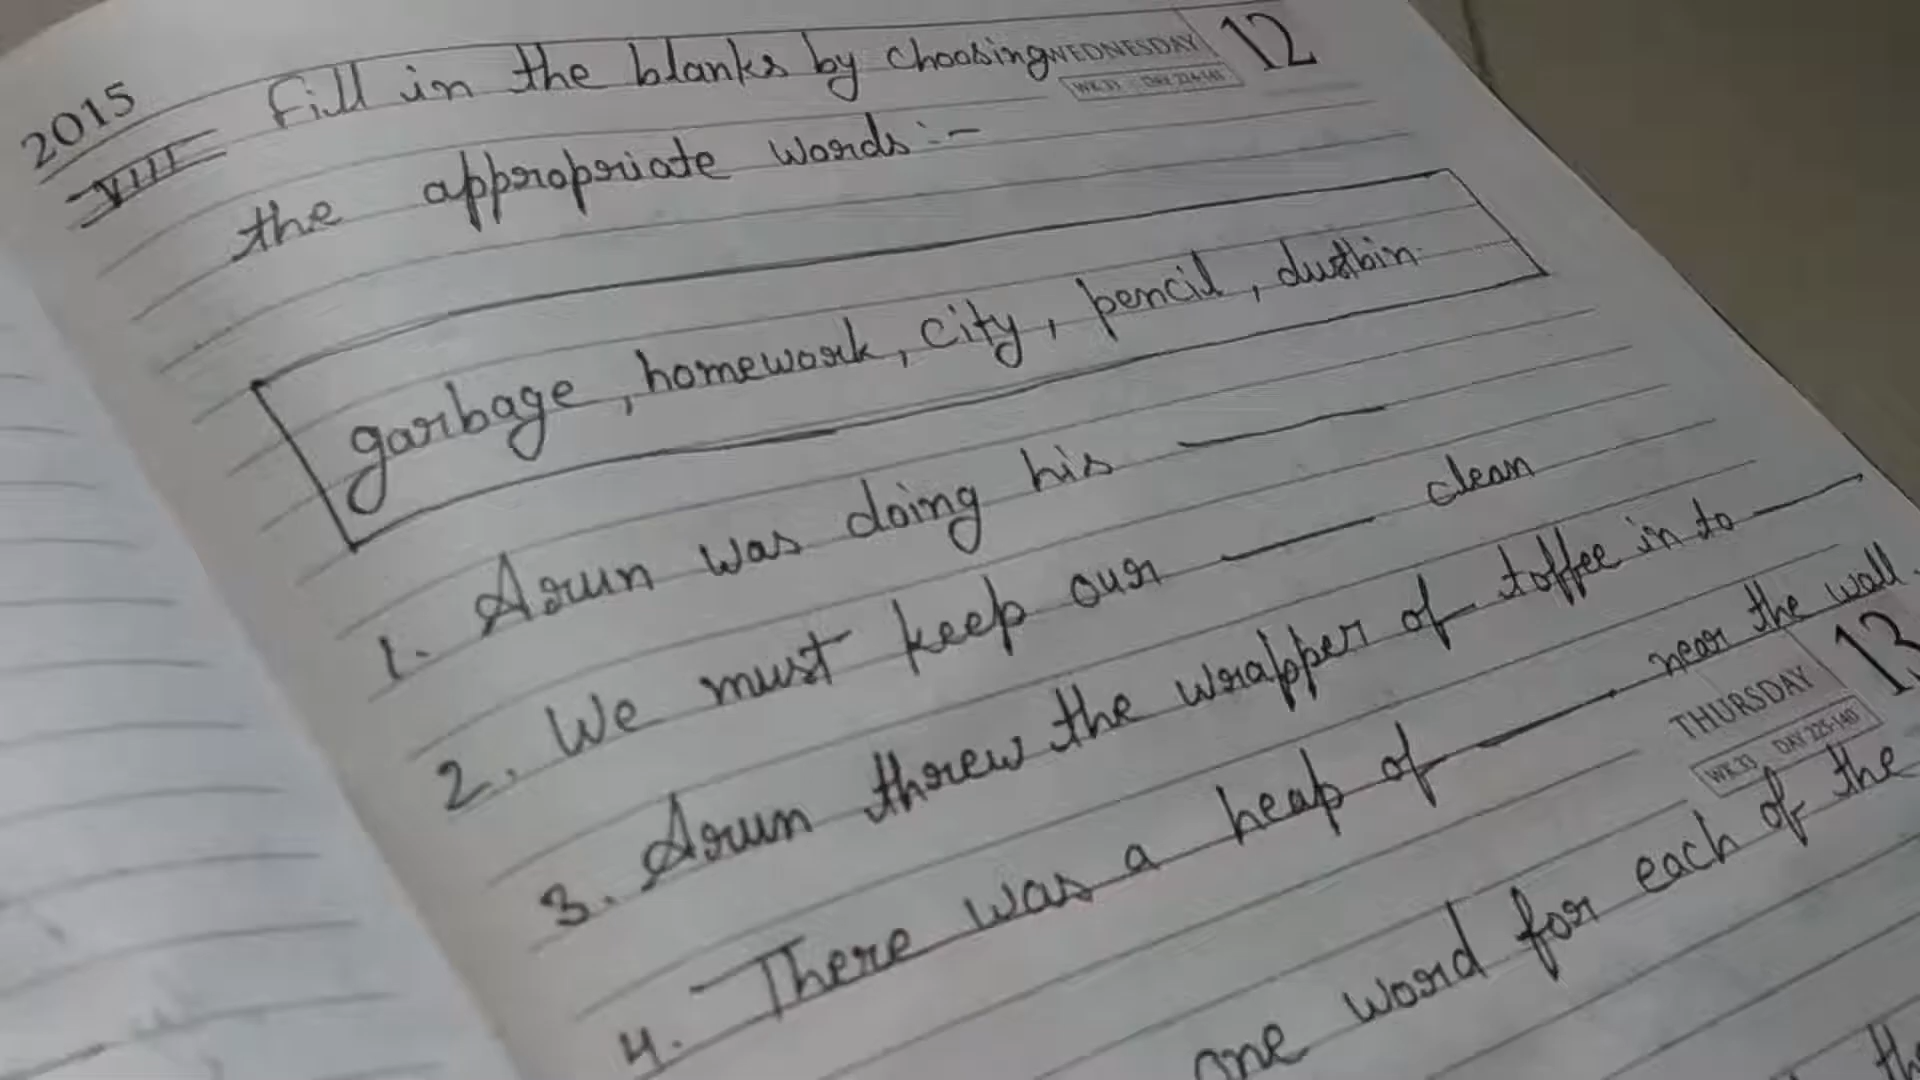 2015
WEDNESDAY 12
WK 33 DAY 224-141
VIII Fill in the blanks by choosing
the appropriate words:-
garbage, homework, city, pencil, dustbin
1. Arun was doing his ______
2. We must keep our ______ clean
3. Arun threw the wrapper of toffee in to ______
4. There was a heap of ______ near the wall.
THURSDAY 13
WK 33 DAY 225-140
one word for each of the